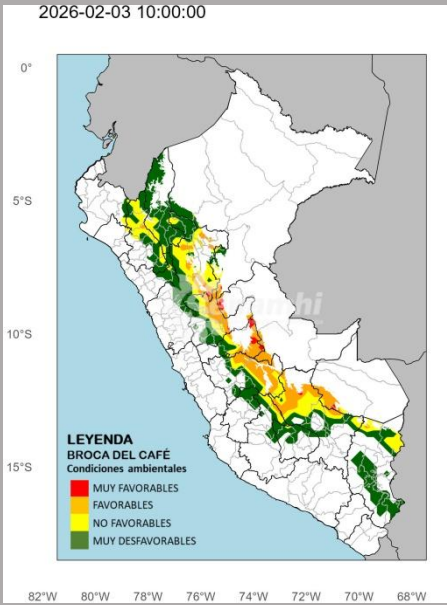 2026-02-03 10:00:00
0°
5°S
10°S
15°S
senamhi
LEYENDA
BROCA DEL CAFÉ
Condiciones ambientales
MUY FAVORABLES
FAVORABLES
NO FAVORABLES
MUY DESFAVORABLES
82°W 80°W 78°W 76°W 74°W 72°W 70°W 68°W